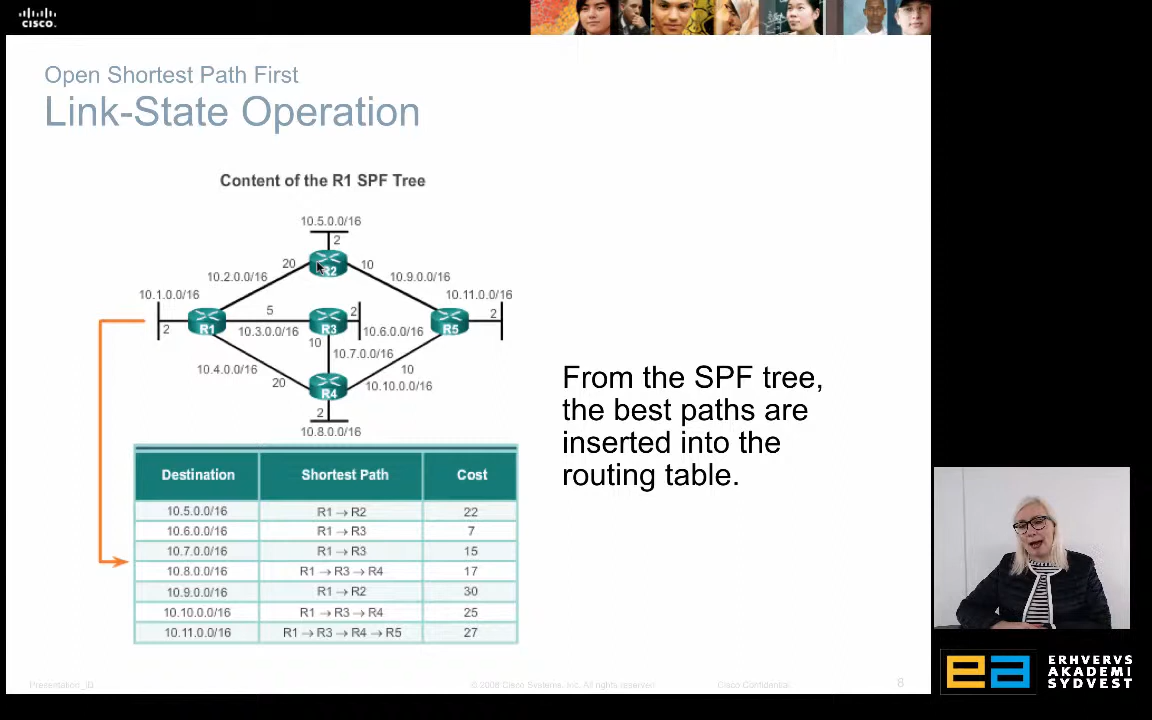 CISCO
Open Shortest Path First
Link-State Operation
Content of the R1 SPF Tree
10.5.0.0/16
2
20
R2
10
10.2.0.0/16
10.9.0.0/16
10.1.0.0/16
10.11.0.0/16
5
2
2
2
R1
10.3.0.0/16
R3
10.6.0.0/16
R5
10
10.7.0.0/16
10.4.0.0/16
10
20
10.10.0.0/16
R4
2
10.8.0.0/16
Destination Shortest Path Cost
10.5.0.0/16 R1 → R2 22
10.6.0.0/16 R1 → R3 7
10.7.0.0/16 R1 → R3 15
10.8.0.0/16 R1 → R3 → R4 17
10.9.0.0/16 R1 → R2 30
10.10.0.0/16 R1 → R3 → R4 25
10.11.0.0/16 R1 → R3 → R4 → R5 27
From the SPF tree,
the best paths are
inserted into the
routing table.
Presentation_ID
© 2008 Cisco Systems, Inc. All rights reserved.
Cisco Confidential
8
ea
ERHVERVS
AKADEMI
SYDVEST